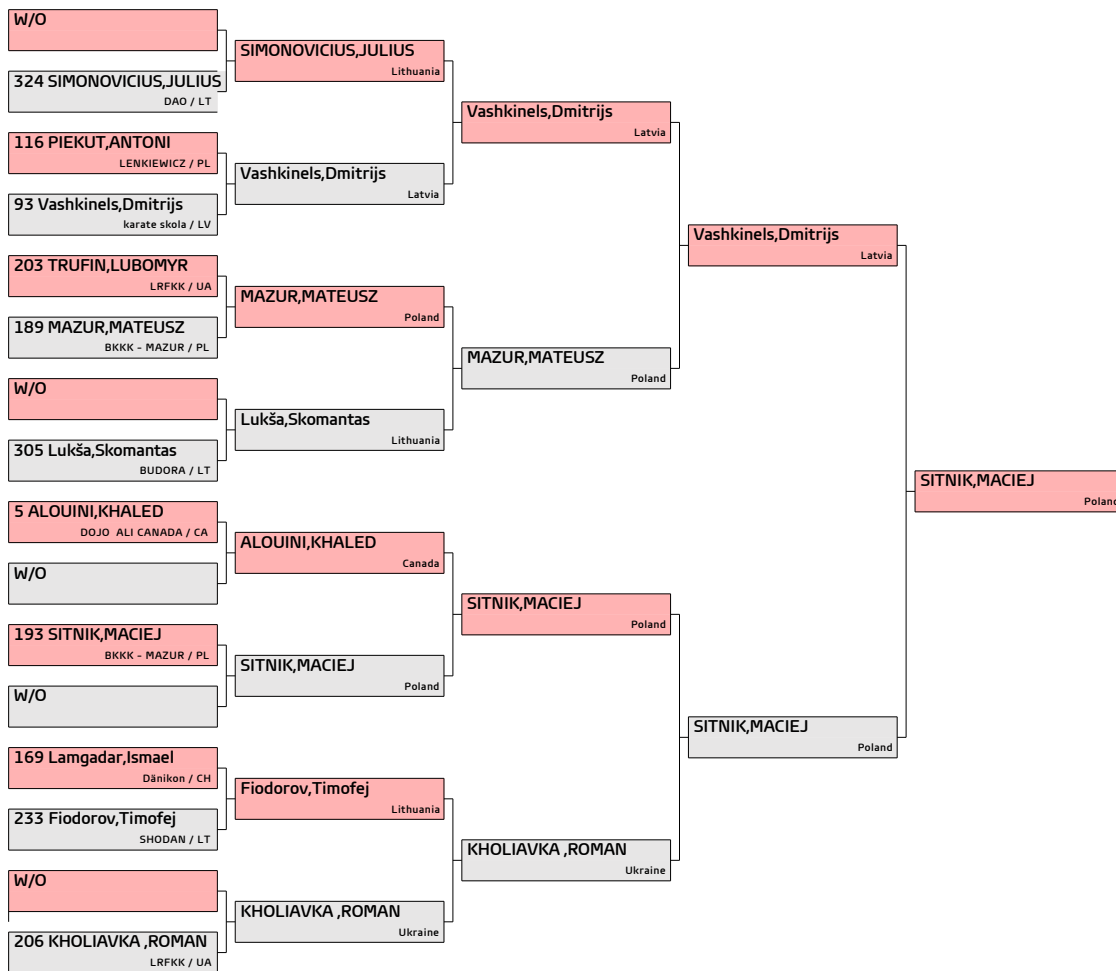 W/O
324 SIMONOVICIUS,JULIUS
DAO / LT
116 PIEKUT,ANTONI
LENKIEWICZ / PL
93 Vashkinels,Dmitrijs
karate skola / LV
203 TRUFIN,LUBOMYR
LRFKK / UA
189 MAZUR,MATEUSZ
BKKK - MAZUR / PL
W/O
305 Lukša,Skomantas
BUDORA / LT
5 ALOUINI,KHALED
DOJO ALI CANADA / CA
W/O
193 SITNIK,MACIEJ
BKKK - MAZUR / PL
W/O
169 Lamgadar,Ismael
Dänikon / CH
233 Fiodorov,Timofej
SHODAN / LT
W/O
206 KHOLIAVKA ,ROMAN
LRFKK / UA
SIMONOVICIUS,JULIUS
Lithuania
Vashkinels,Dmitrijs
Latvia
MAZUR,MATEUSZ
Poland
Lukša,Skomantas
Lithuania
ALOUINI,KHALED
Canada
SITNIK,MACIEJ
Poland
Fiodorov,Timofej
Lithuania
KHOLIAVKA ,ROMAN
Ukraine
Vashkinels,Dmitrijs
Latvia
MAZUR,MATEUSZ
Poland
SITNIK,MACIEJ
Poland
KHOLIAVKA ,ROMAN
Ukraine
Vashkinels,Dmitrijs
Latvia
SITNIK,MACIEJ
Poland
SITNIK,MACIEJ
Poland